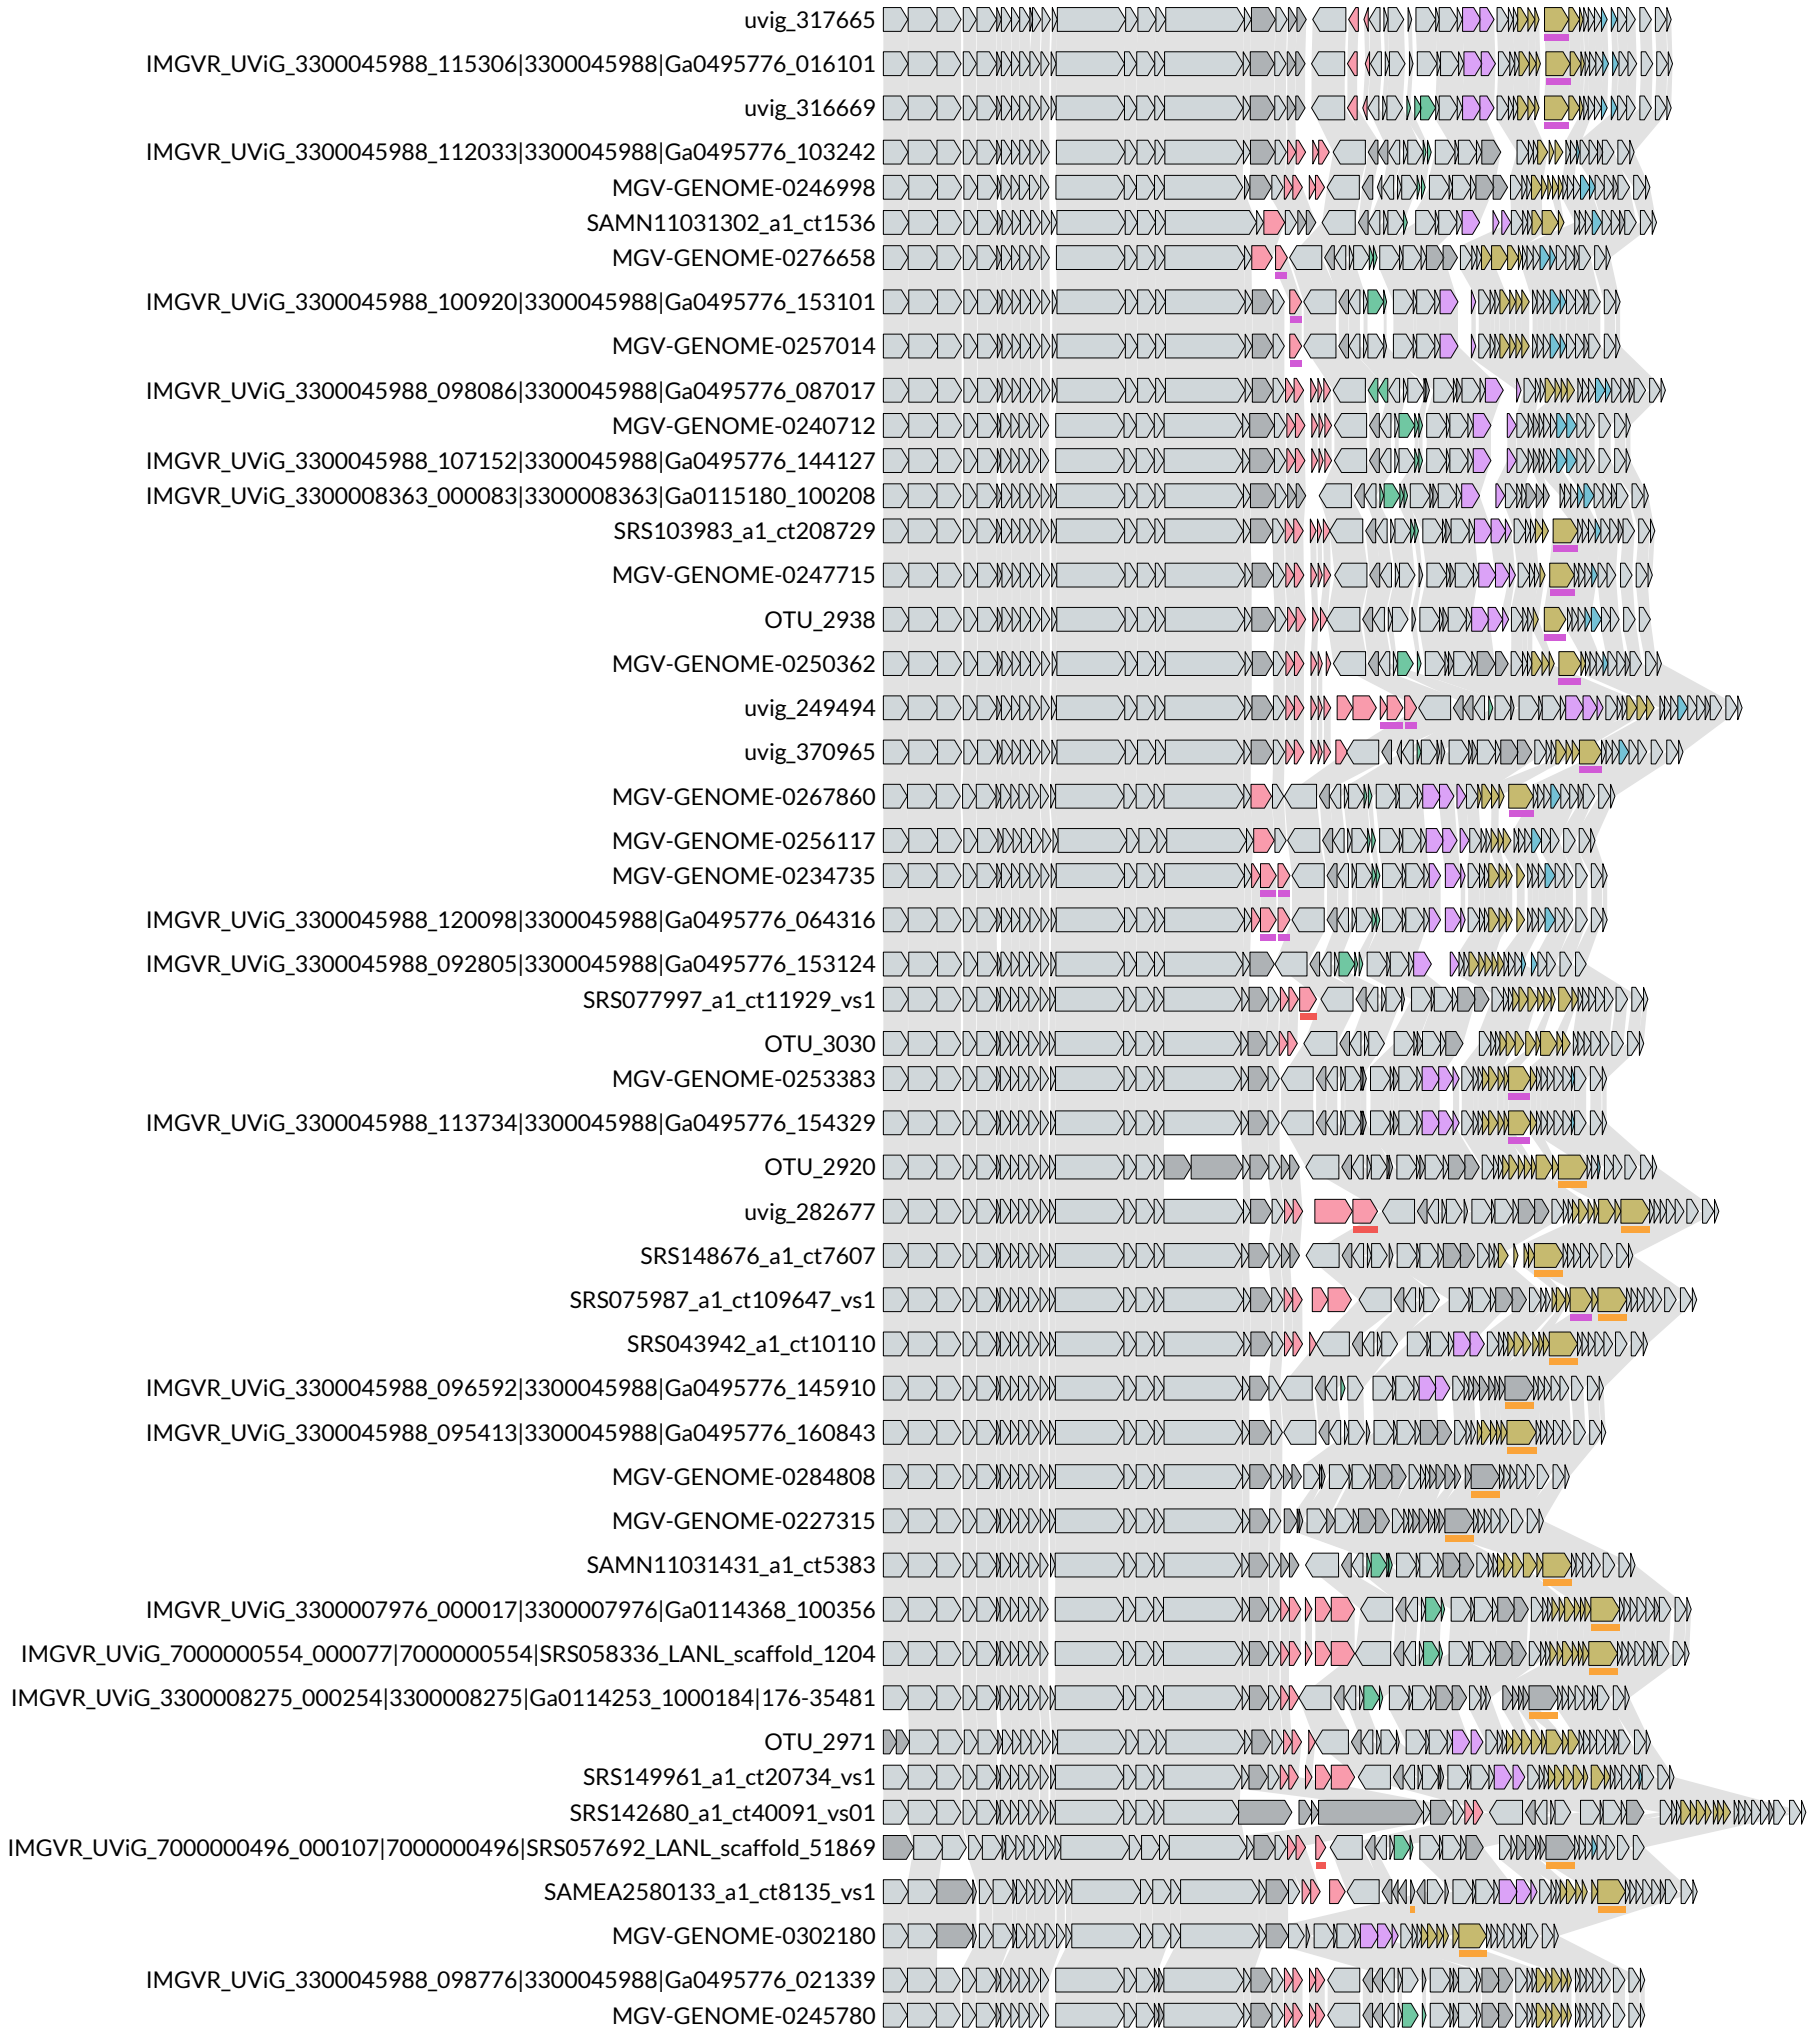 uvig_317665
IMGVR_UViG_3300045988_115306|3300045988|Ga0495776_016101
uvig_316669
IMGVR_UViG_3300045988_112033|3300045988|Ga0495776_103242
MGV-GENOME-0246998
SAMN11031302_a1_ct1536
MGV-GENOME-0276658
IMGVR_UViG_3300045988_100920|3300045988|Ga0495776_153101
MGV-GENOME-0257014
IMGVR_UViG_3300045988_098086|3300045988|Ga0495776_087017
MGV-GENOME-0240712
IMGVR_UViG_3300045988_107152|3300045988|Ga0495776_144127
IMGVR_UViG_3300008363_000083|3300008363|Ga0115180_100208
SRS103983_a1_ct208729
MGV-GENOME-0247715
OTU_2938
MGV-GENOME-0250362
uvig_249494
uvig_370965
MGV-GENOME-0267860
MGV-GENOME-0256117
MGV-GENOME-0234735
IMGVR_UViG_3300045988_120098|3300045988|Ga0495776_064316
IMGVR_UViG_3300045988_092805|3300045988|Ga0495776_153124
SRS077997_a1_ct11929_vs1
OTU_3030
MGV-GENOME-0253383
IMGVR_UViG_3300045988_113734|3300045988|Ga0495776_154329
OTU_2920
uvig_282677
SRS148676_a1_ct7607
SRS075987_a1_ct109647_vs1
SRS043942_a1_ct10110
IMGVR_UViG_3300045988_096592|3300045988|Ga0495776_145910
IMGVR_UViG_3300045988_095413|3300045988|Ga0495776_160843
MGV-GENOME-0284808
MGV-GENOME-0227315
SAMN11031431_a1_ct5383
IMGVR_UViG_3300007976_000017|3300007976|Ga0114368_100356
IMGVR_UViG_7000000554_000077|7000000554|SRS058336_LANL_scaffold_1204
IMGVR_UViG_3300008275_000254|3300008275|Ga0114253_1000184|176-35481
OTU_2971
SRS149961_a1_ct20734_vs1
SRS142680_a1_ct40091_vs01
IMGVR_UViG_7000000496_000107|7000000496|SRS057692_LANL_scaffold_51869
SAMEA2580133_a1_ct8135_vs1
MGV-GENOME-0302180
IMGVR_UViG_3300045988_098776|3300045988|Ga0495776_021339
MGV-GENOME-0245780